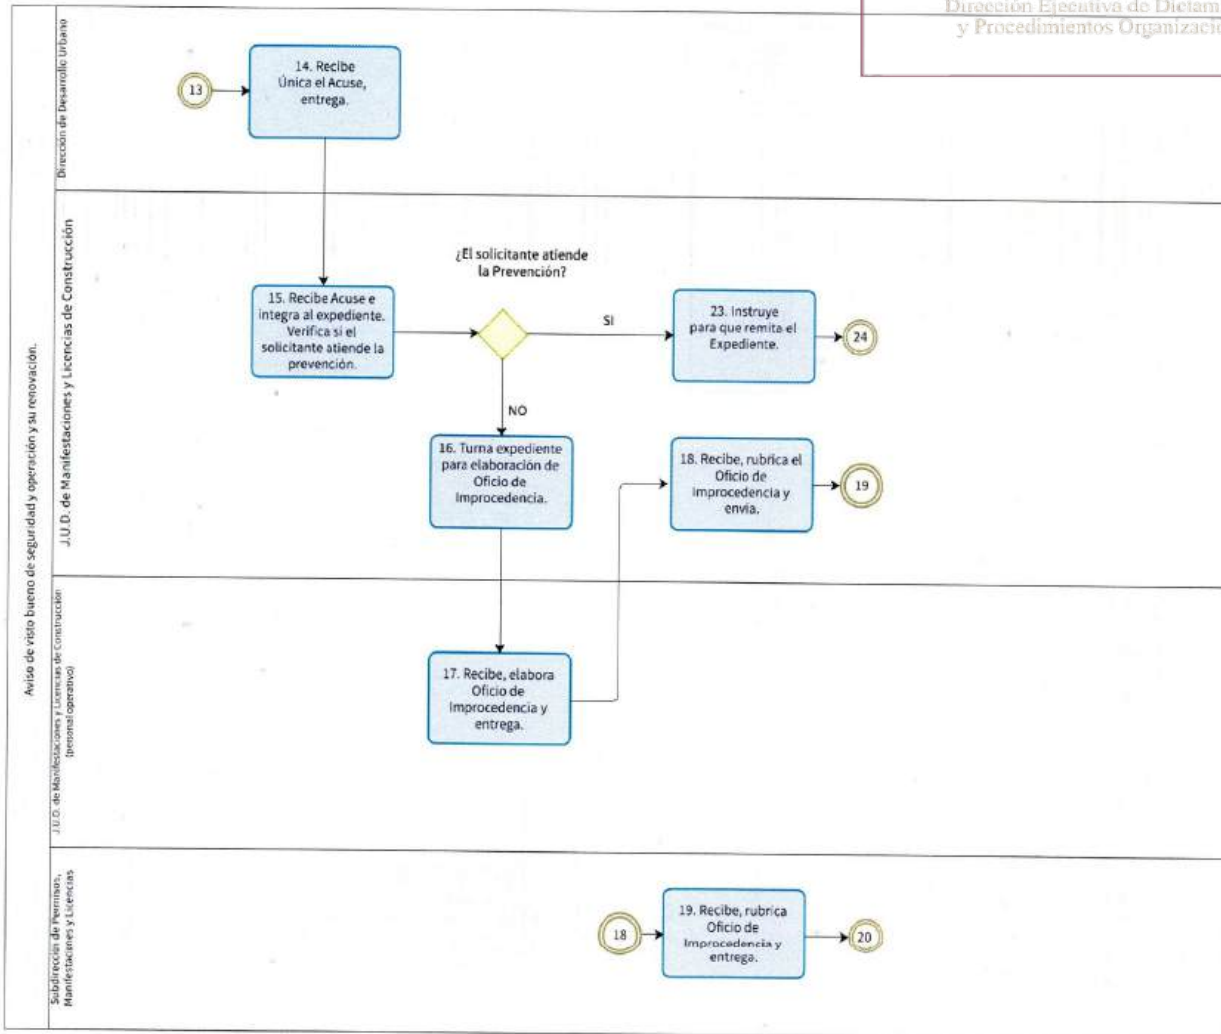 Dirección Ejecutiva de Dictam
y Procedimientos Organizacio
Aviso de visto bueno de seguridad y operación y su renovación.
Dirección de Desarrollo Urbano
13
14. Recibe
Única el Acuse,
entrega.
J.U.D. de Manifestaciones y Licencias de Construcción
¿El solicitante atiende
la Prevención?
15. Recibe Acuse e
integra al expediente.
Verifica si el
solicitante atiende la
prevención.
SI
23. Instruye
para que remita el
Expediente.
24
NO
16. Turna expediente
para elaboración de
Oficio de
Improcedencia.
18. Recibe, rubrica el
Oficio de
Improcedencia y
envia.
19
J.U.D. de Manifestaciones y Licencias de Construcción
(personal operativo)
17. Recibe, elabora
Oficio de
Improcedencia y
entrega.
Subdirección de Permisos,
Manifestaciones y Licencias
18
19. Recibe, rubrica
Oficio de
Improcedencia y
entrega.
20